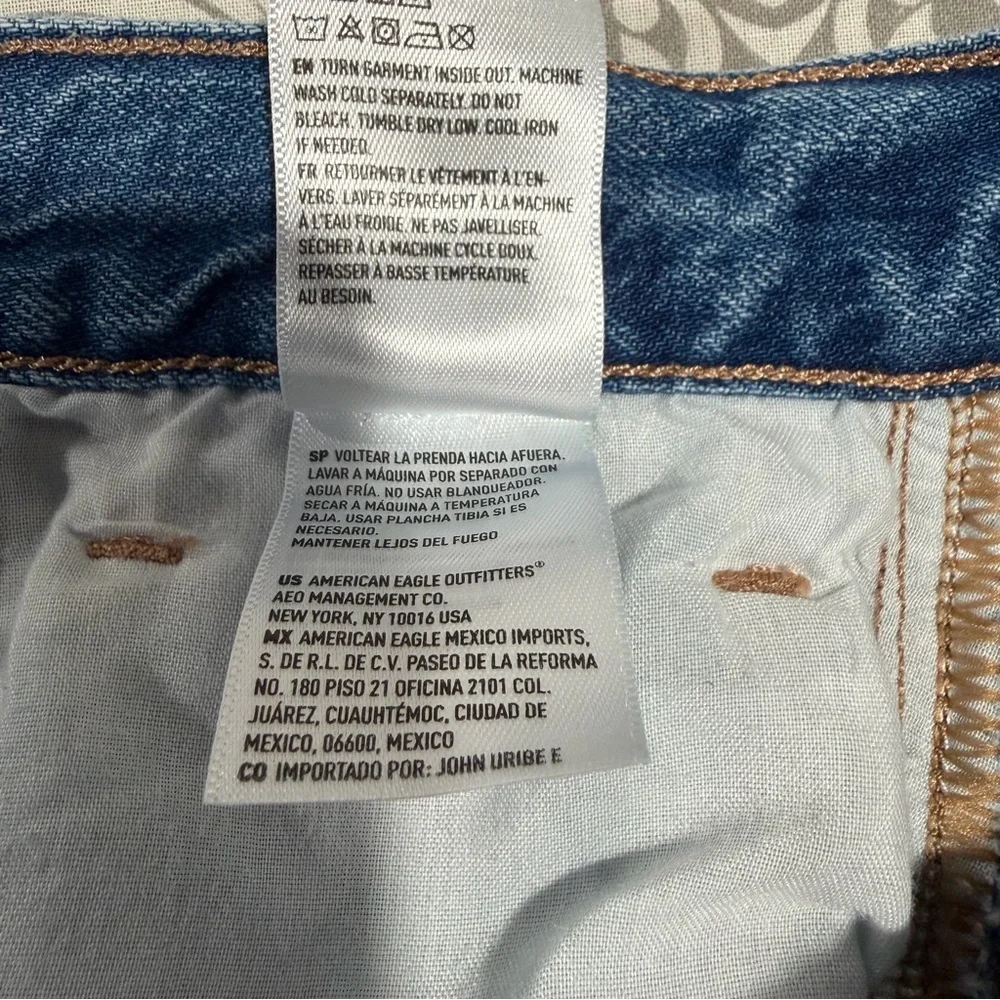 EN TURN GARMENT INSIDE OUT. MACHINE
WASH COLD SEPARATELY. DO NOT
BLEACH. TUMBLE DRY LOW. COOL IRON
IF NEEDED.
FR RETOURNER LE VÊTEMENT À L'EN-
VERS. LAVER SÉPARÉMENT À LA MACHINE
À L'EAU FROIDE. NE PAS JAVELLISER.
SÉCHER À LA MACHINE CYCLE DOUX.
REPASSER À BASSE TEMPÉRATURE
AU BESOIN.
SP VOLTEAR LA PRENDA HACIA AFUERA.
LAVAR A MÁQUINA POR SEPARADO CON
AGUA FRÍA. NO USAR BLANQUEADOR.
SECAR A MÁQUINA A TEMPERATURA
BAJA. USAR PLANCHA TIBIA SI ES
NECESARIO.
MANTENER LEJOS DEL FUEGO
US AMERICAN EAGLE OUTFITTERS®
AEO MANAGEMENT CO.
NEW YORK, NY 10016 USA
MX AMERICAN EAGLE MEXICO IMPORTS,
S. DE R.L. DE C.V. PASEO DE LA REFORMA
NO. 180 PISO 21 OFICINA 2101 COL.
JUÁREZ, CUAUHTÉMOC, CIUDAD DE
MEXICO, 06600, MEXICO
CO IMPORTADO POR: JOHN URIBE E